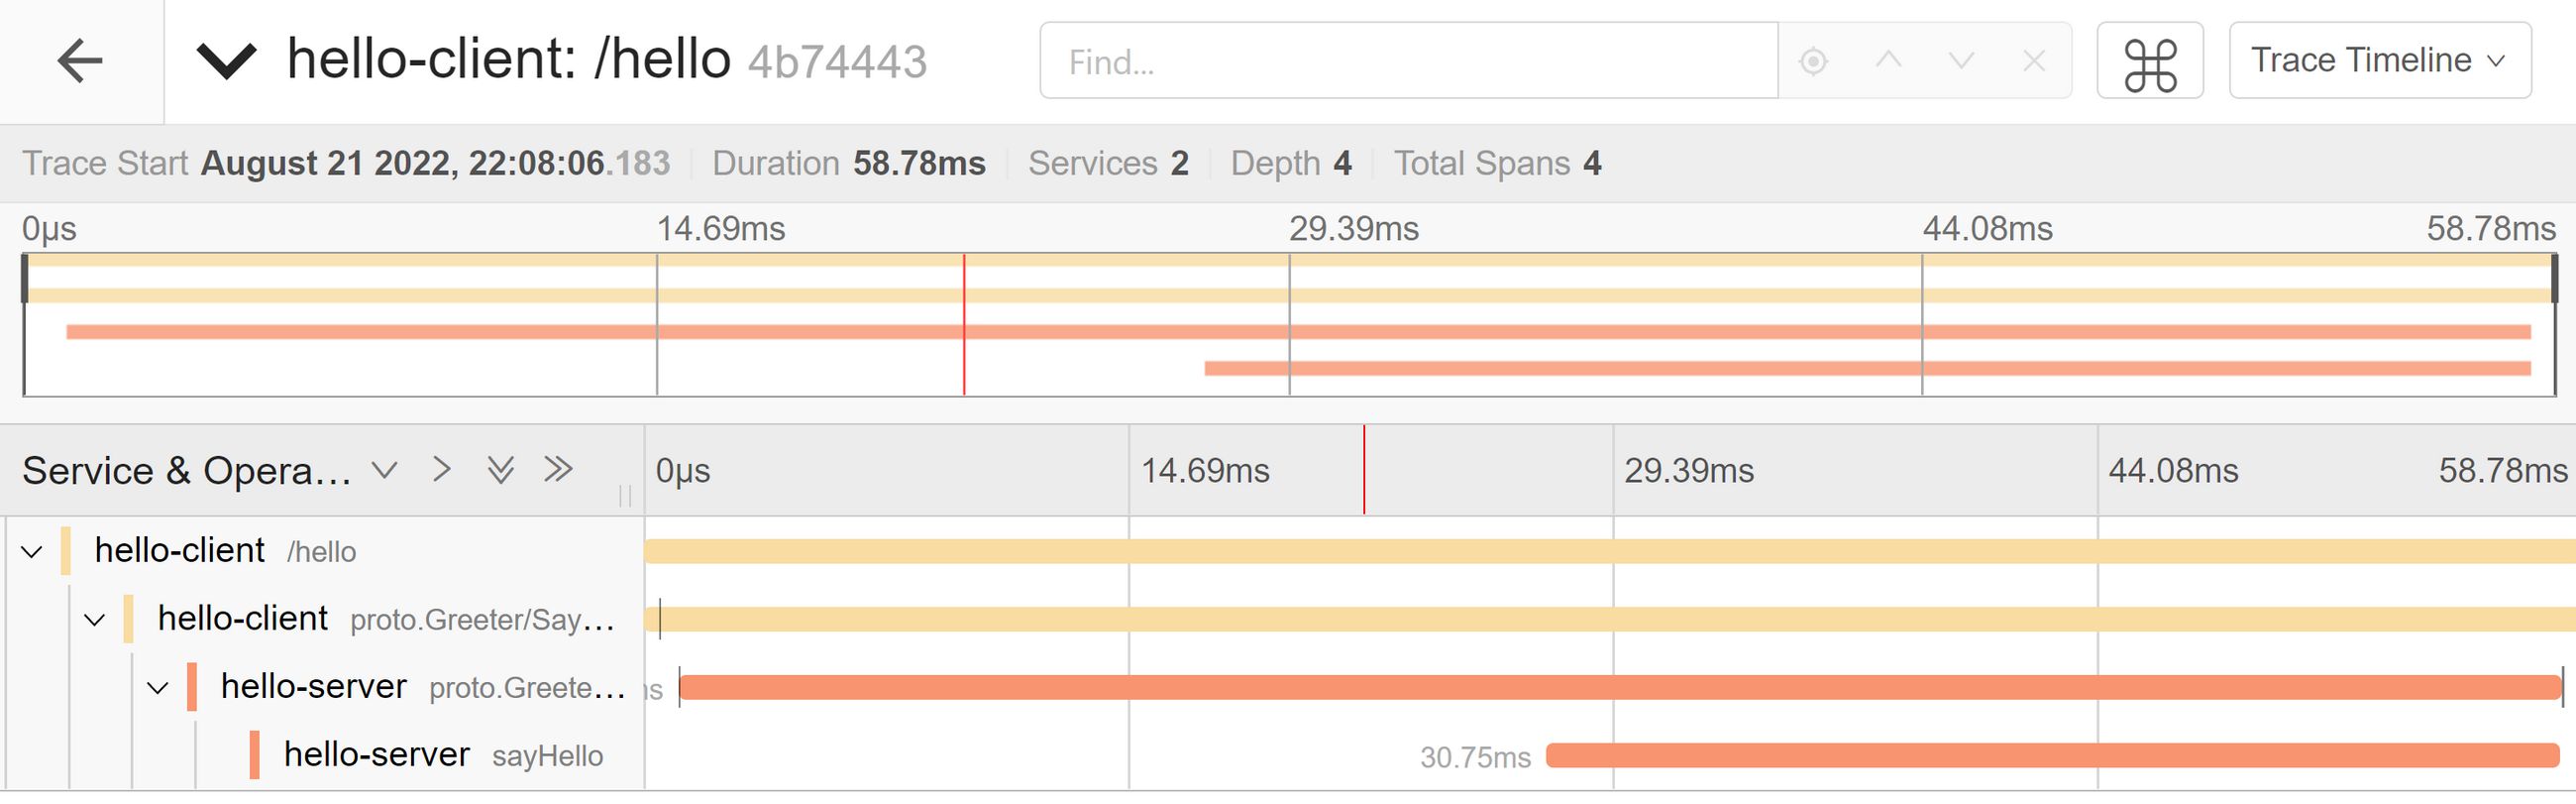 hello-client: /hello 4b74443 Find... ⌘ Trace Timeline
Trace Start August 21 2022, 22:08:06.183 Duration 58.78ms Services 2 Depth 4 Total Spans 4
0μs 14.69ms 29.39ms 44.08ms 58.78ms
Service & Opera... 0μs 14.69ms 29.39ms 44.08ms 58.78ms
hello-client /hello
hello-client proto.Greeter/Say...
hello-server proto.Greete...
hello-server sayHello 30.75ms